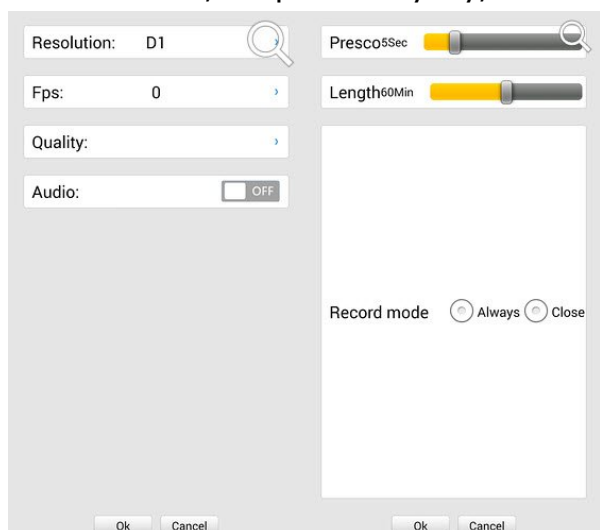 Resolution: D1
Fps: 0
Quality:
Audio: OFF
Ok Cancel
Presco5Sec
Length60Min
Record mode Always Close
Ok Cancel